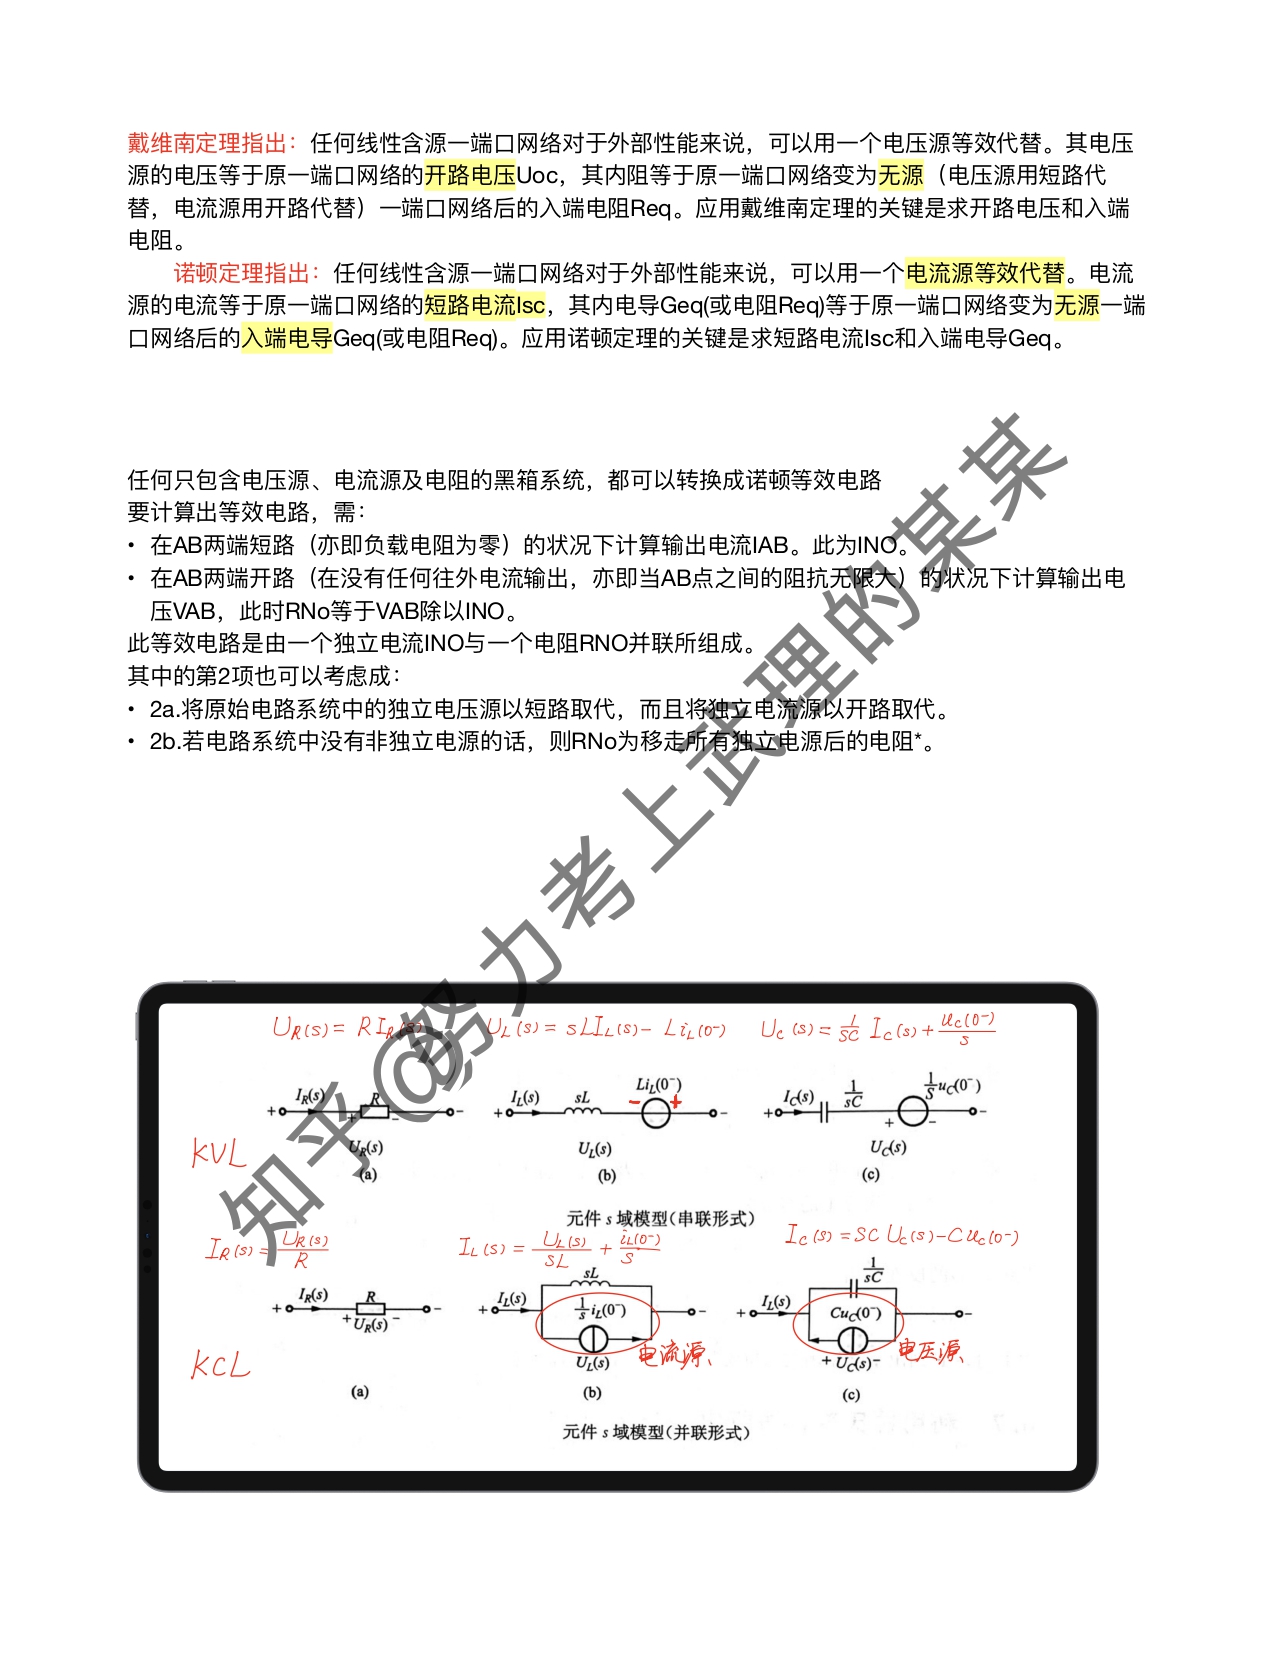 戴维南定理指出：任何线性含源一端口网络对于外部性能来说，可以用一个电压源等效代替。其电压
源的电压等于原一端口网络的开路电压Uoc，其内阻等于原一端口网络变为无源（电压源用短路代
替，电流源用开路代替）一端口网络后的入端电阻Req。应用戴维南定理的关键是求开路电压和入端
电阻。
诺顿定理指出：任何线性含源一端口网络对于外部性能来说，可以用一个电流源等效代替。电流
源的电流等于原一端口网络的短路电流Isc，其内电导Geq(或电阻Req)等于原一端口网络变为无源一端
口网络后的入端电导Geq(或电阻Req)。应用诺顿定理的关键是求短路电流Isc和入端电导Geq。
任何只包含电压源、电流源及电阻的黑箱系统，都可以转换成诺顿等效电路
要计算出等效电路，需：
• 在AB两端短路（亦即负载电阻为零）的状况下计算输出电流IAB。此为INO。
• 在AB两端开路（在没有任何往外电流输出，亦即当AB点之间的阻抗无限大）的状况下计算输出电
压VAB，此时RNo等于VAB除以INO。
此等效电路是由一个独立电流INO与一个电阻RNO并联所组成。
其中的第2项也可以考虑成：
• 2a.将原始电路系统中的独立电压源以短路取代，而且将独立电流源以开路取代。
• 2b.若电路系统中没有非独立电源的话，则RNo为移走所有独立电源后的电阻*。
知乎@努力考上武理的某某
U_R(s) = R I_R(s) U_L(s) = sL I_L(s) - L i_L(0⁻) U_C(s) = 1/sC I_C(s) + u_C(0⁻)/s
I_R(s) R I_L(s) sL Li_L(0⁻) I_C(s) 1/sC 1/s u_C(0⁻)
+ + − − + − + − + + − −
KVL U_R(s) U_L(s) U_C(s)
(a) (b) (c)
元件 s 域模型(串联形式)
I_R(s) = U_R(s)/R I_L(s) = U_L(s)/sL + i_L(0⁻)/s I_C(s) = sC U_C(s) - C u_C(0⁻)
sL 1/sC
I_R(s) R I_L(s) 1/s i_L(0⁻) I_L(s) Cu_C(0⁻)
+ + U_R(s) − − + − + −
KCL U_L(s) 电流源 + U_C(s) − 电压源
(a) (b) (c)
元件 s 域模型(并联形式)